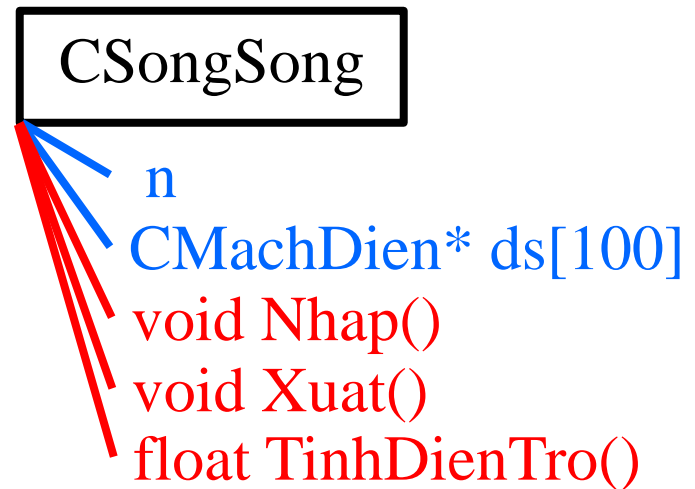 CSongSong
n
CMachDien* ds[100]
void Nhap()
void Xuat()
float TinhDienTro()